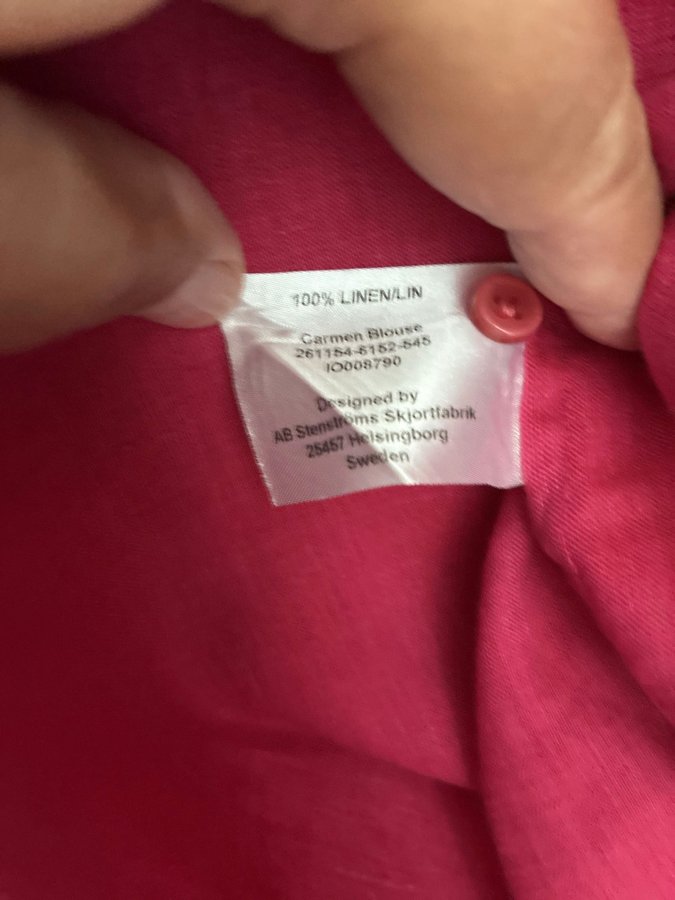 100% LINEN/LIN
Carmen Blouse
261154-6152-545
IO008790
Designed by
AB Stenströms Skjortfabrik
25457 Helsingborg
Sweden